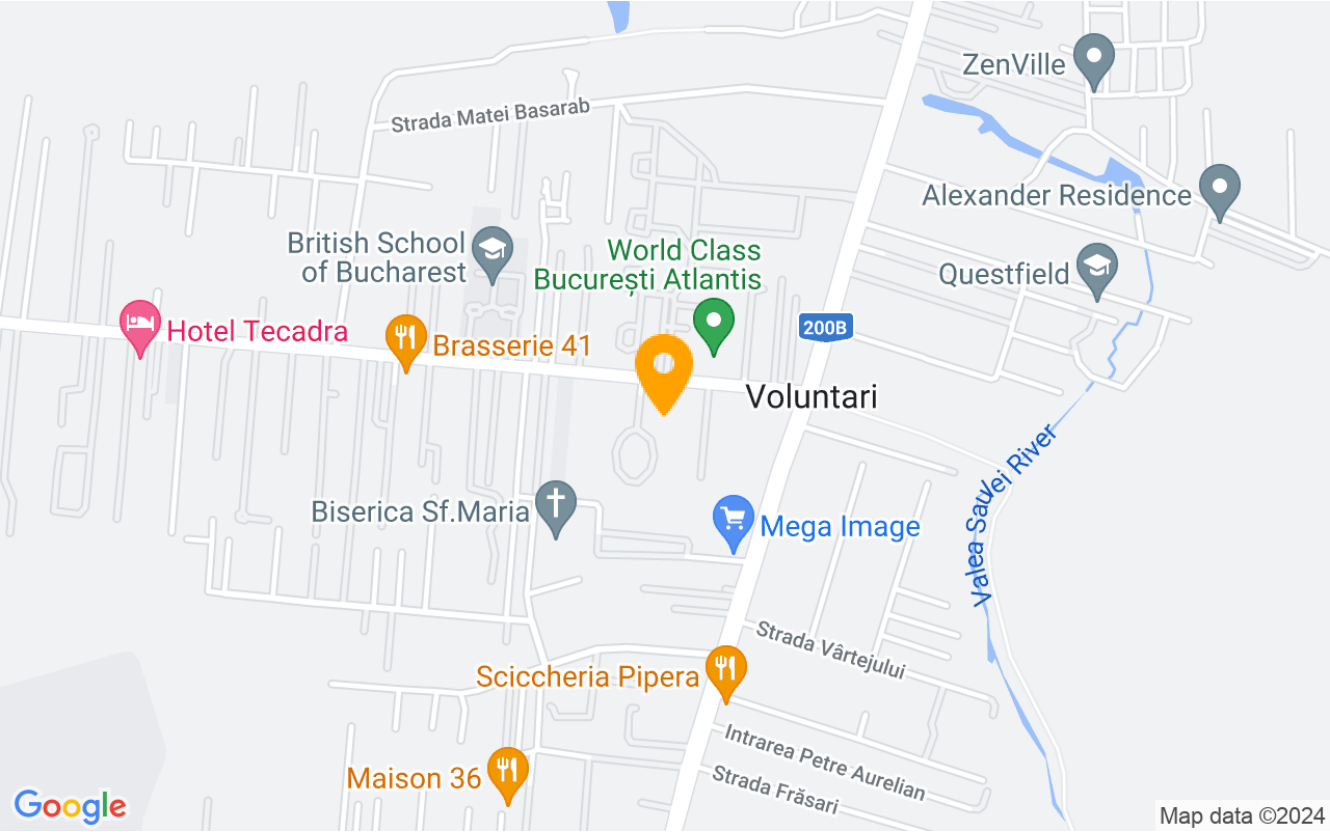 ZenVille
Strada Matei Basarab
Alexander Residence
British School
of Bucharest
World Class
București Atlantis
Questfield
200B
Hotel Tecadra
Brasserie 41
Voluntari
Valea Saulei River
Biserica Sf.Maria
Mega Image
Strada Vârtejului
Sciccheria Pipera
Intrarea Petre Aurelian
Maison 36
Strada Frăsari
Google
Map data ©2024